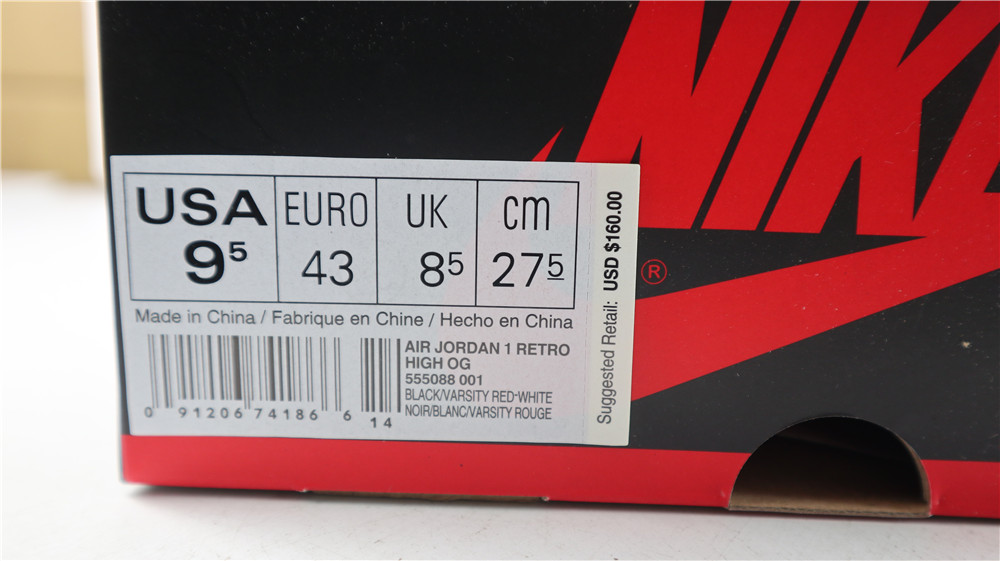 NIKE
®
USA EURO UK cm
9⁵ 43 8⁵ 27⁵
Made in China / Fabrique en Chine / Hecho en China
AIR JORDAN 1 RETRO
HIGH OG
555088 001
BLACK/VARSITY RED-WHITE
NOIR/BLANC/VARSITY ROUGE
0 91206 74186 6 14
Suggested Retail: USD $160.00